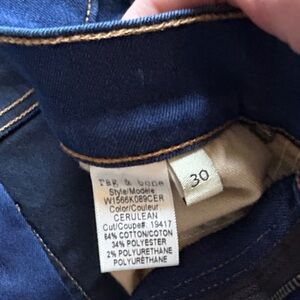 rag & bone
Style/Modèle
W1566K089CER
Color/Couleur
CERULEAN
Cut/Coupe#. 19417
64% COTTON/COTON
34% POLYESTER
2% POLYURETHANE
POLYURÉTHANE
30